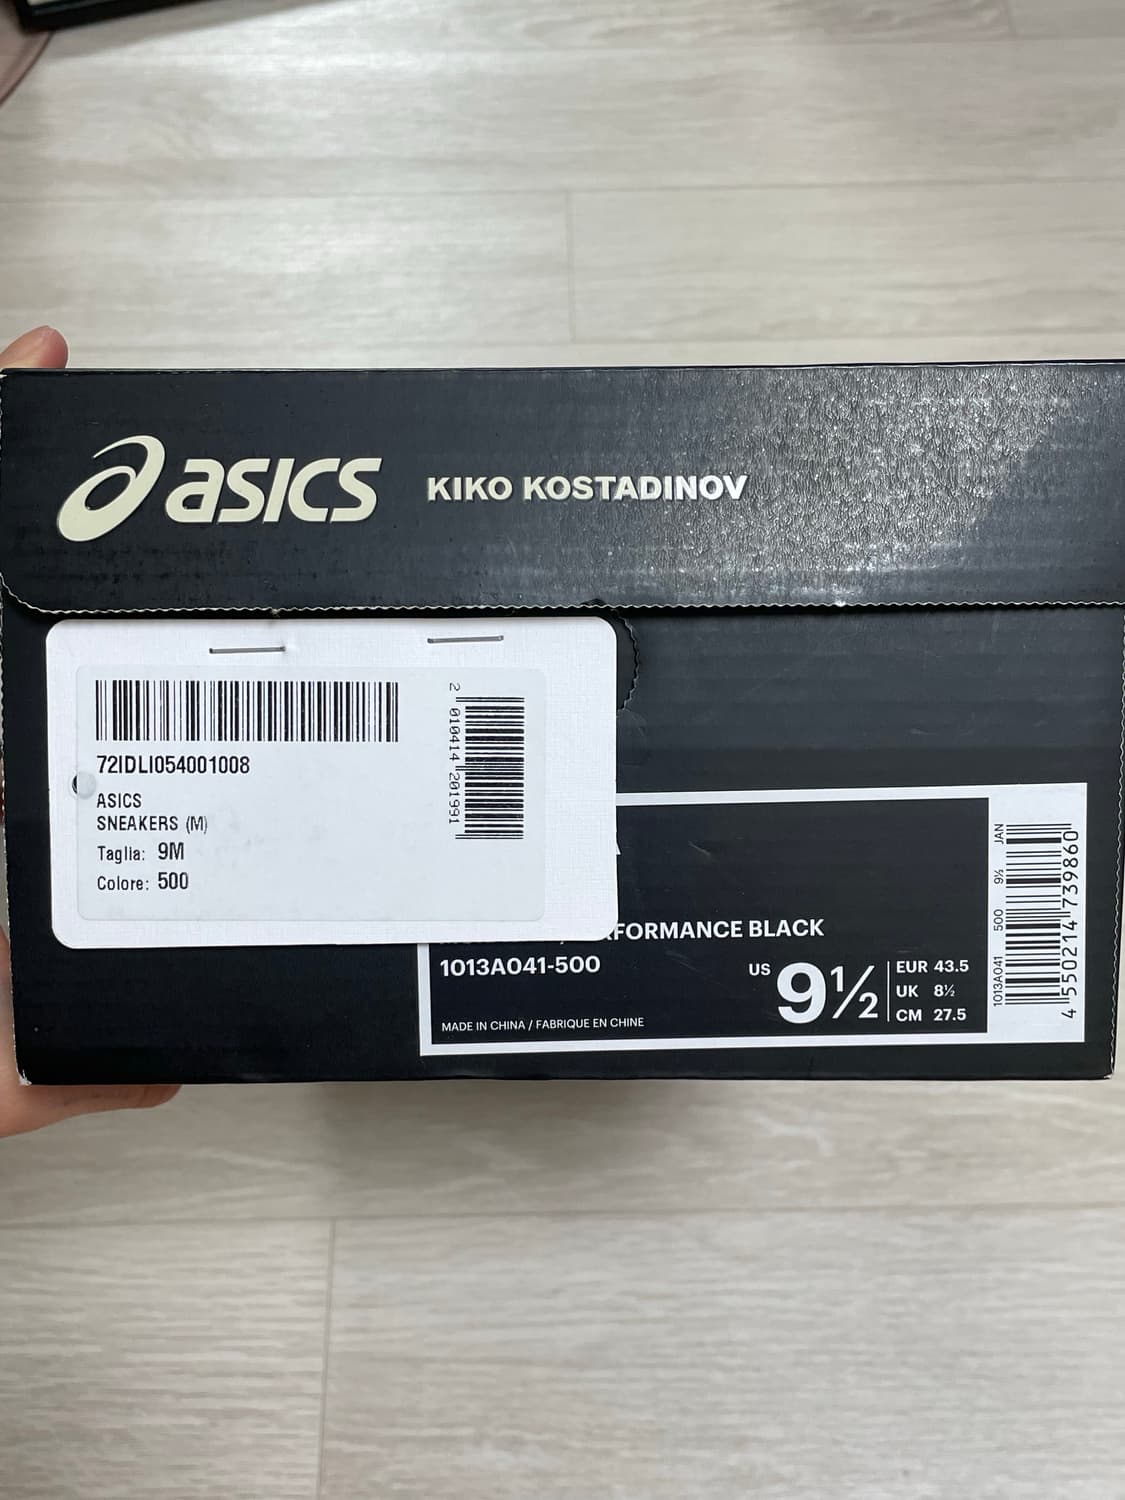 asics KIKO KOSTADINOV
72IDLI054001008
ASICS
SNEAKERS (M)
Taglia: 9M
Colore: 500
2 010414 201991
BLACK
1013A041-500
US 9½
EUR 43.5
UK 8½
CM 27.5
MADE IN CHINA / FABRIQUE EN CHINE
1013A041 500 9½ JAN
4 550214 739860